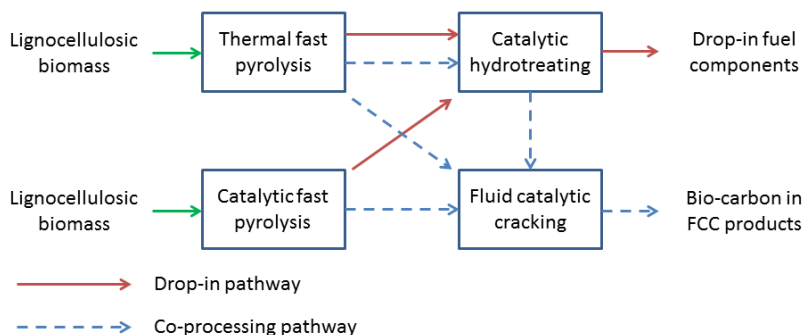 Lignocellulosic
biomass
Thermal fast
pyrolysis
Catalytic
hydrotreating
Drop-in fuel
components
Lignocellulosic
biomass
Catalytic fast
pyrolysis
Fluid catalytic
cracking
Bio-carbon in
FCC products
Drop-in pathway
Co-processing pathway